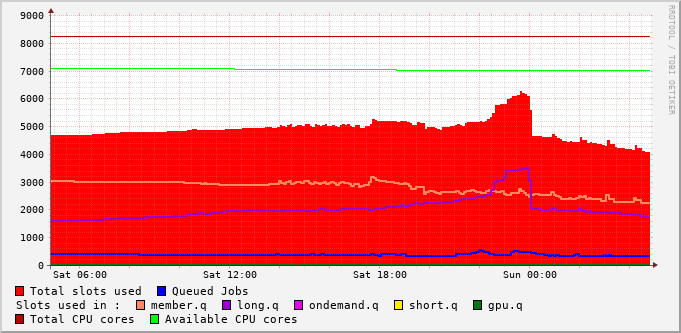 RRDTOOL / TOBI OETIKER
9000
8000
7000
6000
5000
4000
3000
2000
1000
0
Sat 06:00 Sat 12:00 Sat 18:00 Sun 00:00
Total slots used Queued Jobs
Slots used in : member.q long.q ondemand.q short.q gpu.q
Total CPU cores Available CPU cores